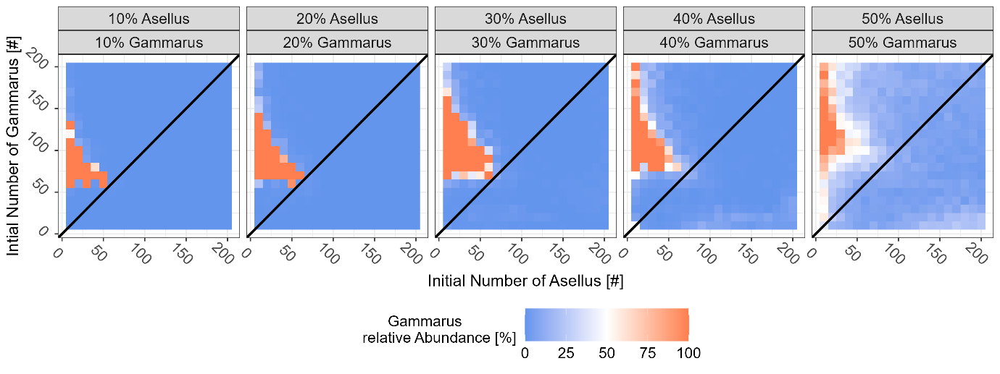 10% Asellus 20% Asellus 30% Asellus 40% Asellus 50% Asellus
10% Gammarus 20% Gammarus 30% Gammarus 40% Gammarus 50% Gammarus
Intial Number of Gammarus [#]
200
150
100
50
0
0 50 100 150 200 0 50 100 150 200 0 50 100 150 200 0 50 100 150 200 0 50 100 150 200
Initial Number of Asellus [#]
Gammarus
relative Abundance [%]
0 25 50 75 100